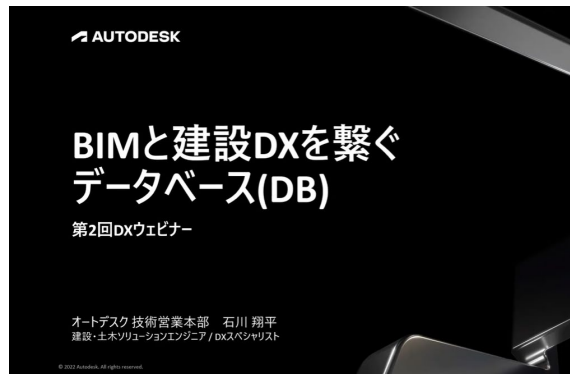 AUTODESK
BIMと建設DXを繋ぐ
データベース(DB)
第2回DXウェビナー
オートデスク 技術営業本部 石川 翔平
建設・土木ソリューションエンジニア / DXスペシャリスト
© 2022 Autodesk. All rights reserved.